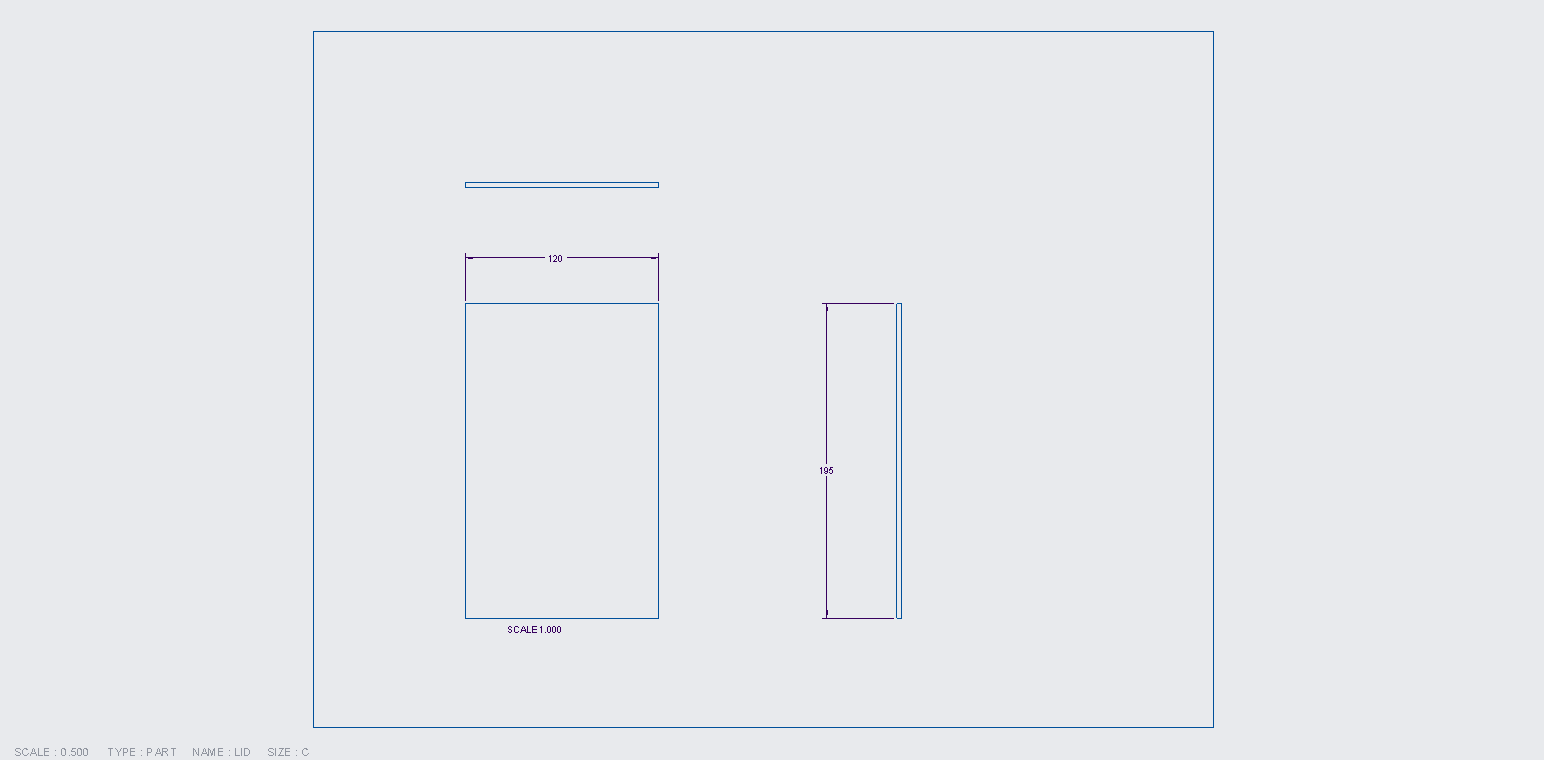 120
195
SCALE 1.000
SCALE : 0.500 TYPE : PART NAME : LID SIZE : C